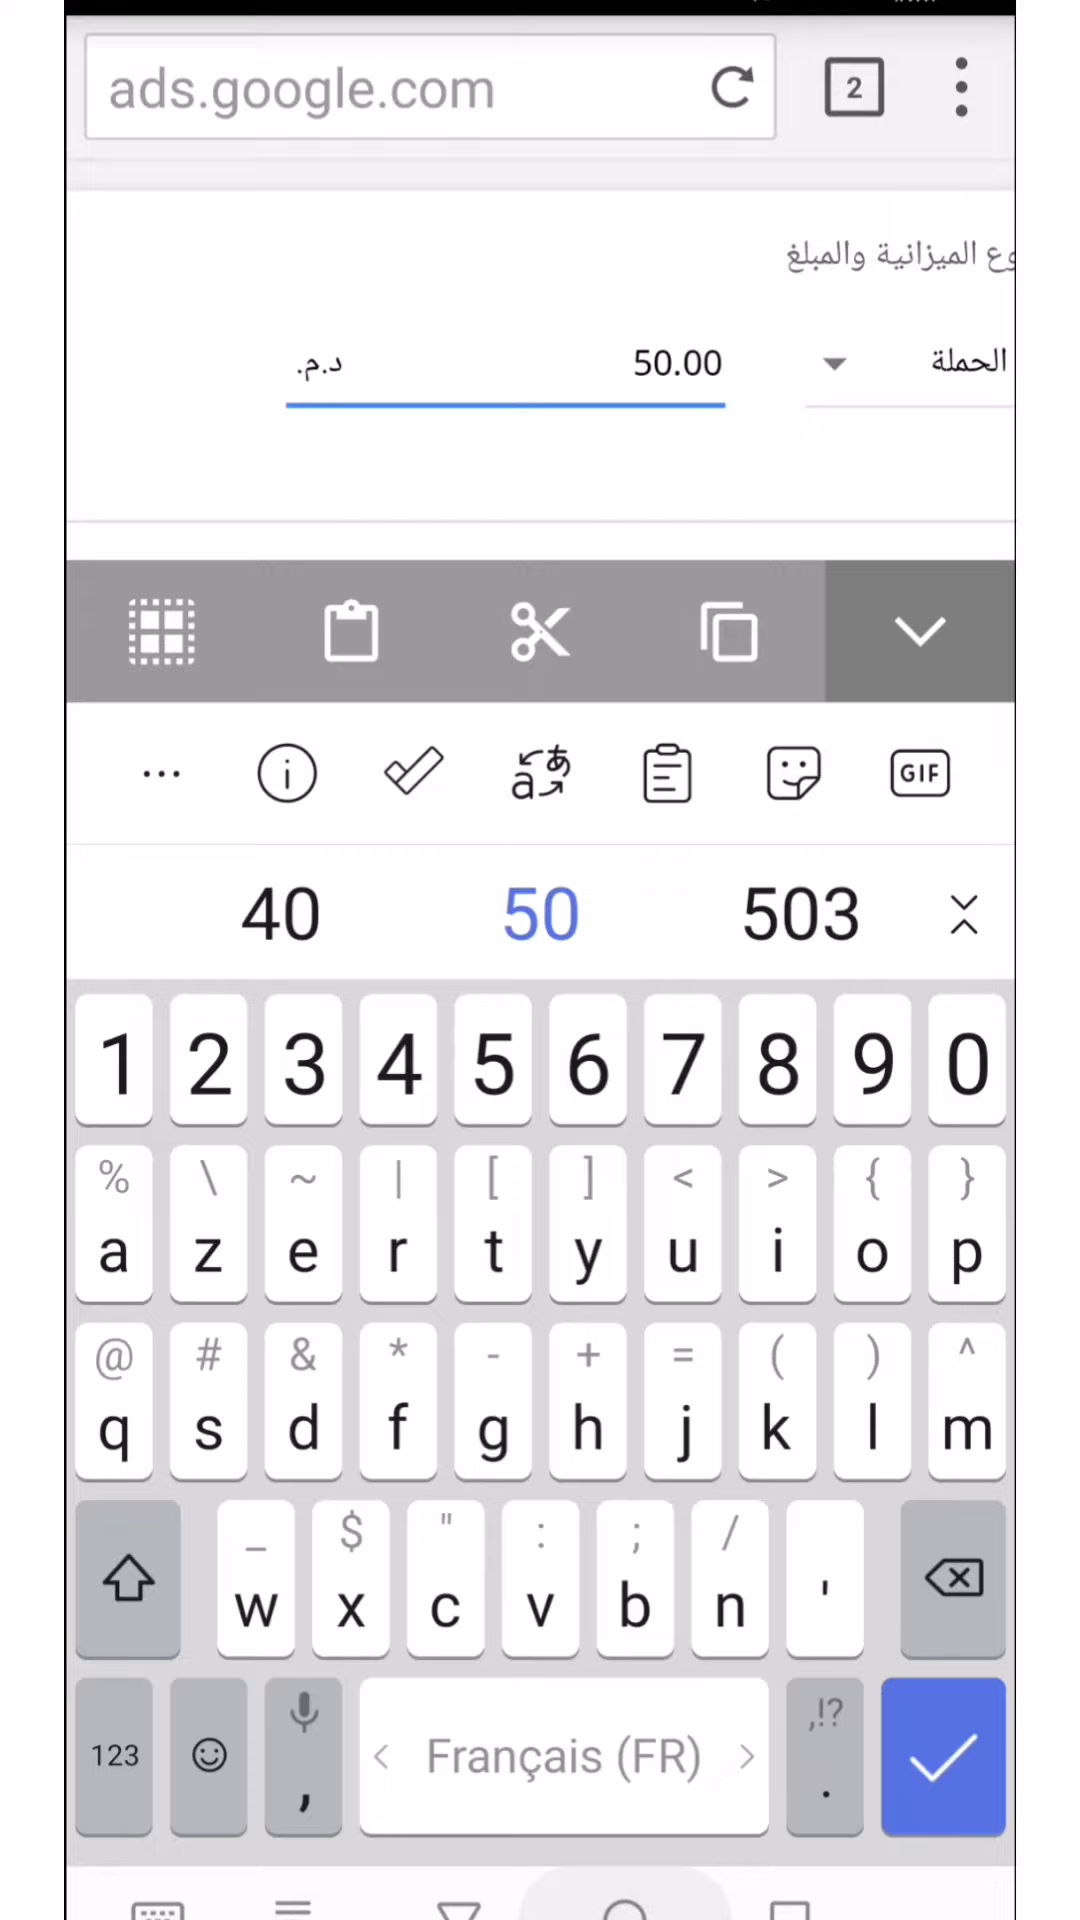 ads.google.com
2
وع الميزانية والمبلغ
الحملة
50.00 د.م.
GIF
40 50 503
1 2 3 4 5 6 7 8 9 0
% \ ~ | [ ] < > { }
a z e r t y u i o p
@ # & * - + = ( ) ^
q s d f g h j k l m
_ $ " : ; /
w x c v b n '
,!?
123 , < Français (FR) > .